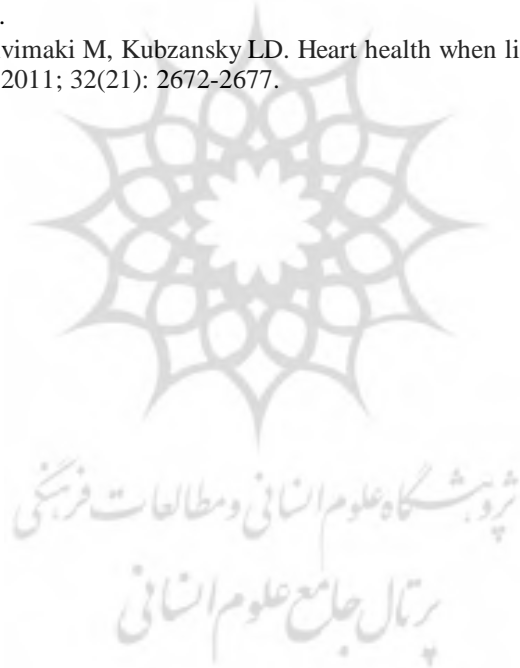 .
vimaki M, Kubzansky LD. Heart health when li
2011; 32(21): 2672-2677.
پژوهشگاه علوم انسانی و مطالعات فرهنگی
پرتال جامع علوم انسانی